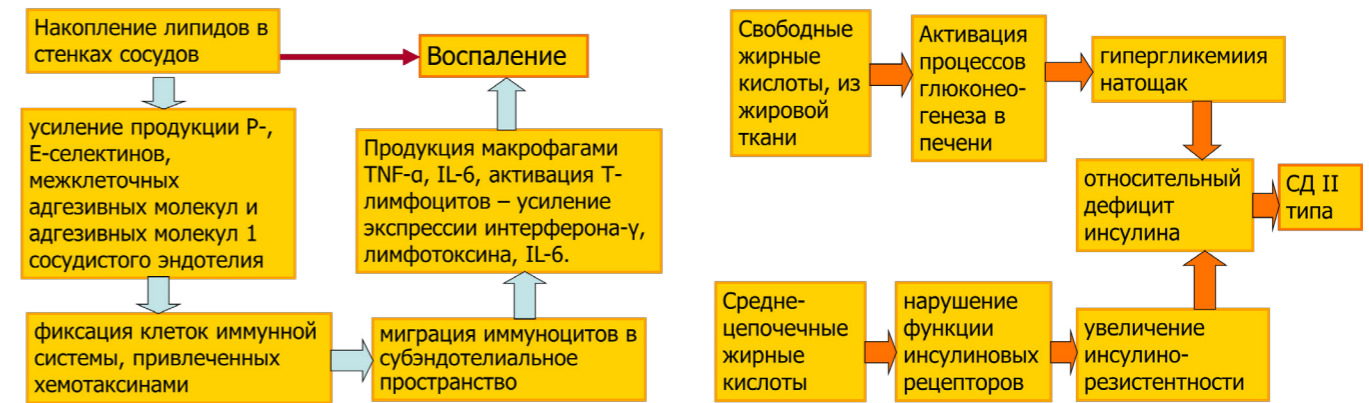 Накопление липидов в
стенках сосудов
Воспаление
усиление продукции Р-,
Е-селектинов,
межклеточных
адгезивных молекул и
адгезивных молекул 1
сосудистого эндотелия
Продукция макрофагами
TNF-α, IL-6, активация Т-
лимфоцитов – усиление
экспрессии интерферона-γ,
лимфотоксина, IL-6.
фиксация клеток иммунной
системы, привлеченных
хемотаксинами
миграция иммуноцитов в
субэндотелиальное
пространство
Свободные
жирные
кислоты, из
жировой
ткани
Активация
процессов
глюконео-
генеза в
печени
гипергликемиия
натощак
относительный
дефицит
инсулина
СД II
типа
Средне-
цепочечные
жирные
кислоты
нарушение
функции
инсулиновых
рецепторов
увеличение
инсулино-
резистентности